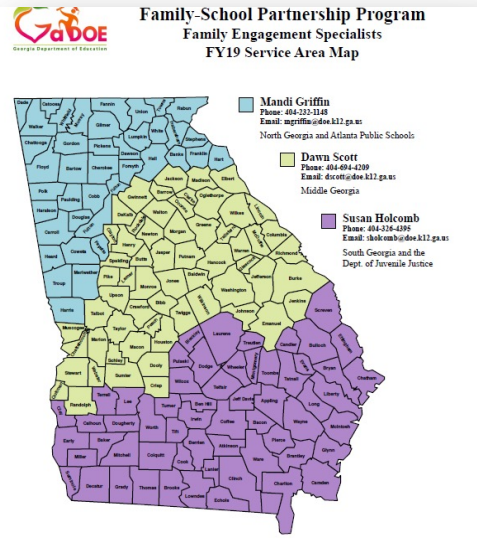 GaDOE
Georgia Department of Education
Family-School Partnership Program
Family Engagement Specialists
FY19 Service Area Map
Mandi Griffin
Phone: 404-232-1148
Email: mgriffin@doe.k12.ga.us
North Georgia and Atlanta Public Schools
Dawn Scott
Phone: 404-694-4209
Email: dscott@doe.k12.ga.us
Middle Georgia
Susan Holcomb
Phone: 404-326-4395
Email: sholcomb@doe.k12.ga.us
South Georgia and the
Dept. of Juvenile Justice
Dade
Catoosa
Fannin
Union
Towns
Rabun
Walker
Murray
Gilmer
Lumpkin
White
Stephens
Chattooga
Gordon
Pickens
Dawson
Hall
Banks
Franklin
Hart
Floyd
Bartow
Cherokee
Forsyth
Jackson
Madison
Elbert
Polk
Paulding
Cobb
Gwinnett
Barrow
Oglethorpe
Haralson
Douglas
DeKalb
Walton
Wilkes
Lincoln
Carroll
Newton
Morgan
Greene
Columbia
Henry
Heard
Coweta
Spalding
Butts
Jasper
Putnam
Hancock
Warren
Richmond
Troup
Meriwether
Pike
Monroe
Jones
Baldwin
Washington
Jefferson
Burke
Upson
Harris
Talbot
Crawford
Bibb
Twiggs
Wilkinson
Johnson
Jenkins
Screven
Muscogee
Taylor
Emanuel
Marion
Macon
Houston
Laurens
Treutlen
Candler
Bulloch
Stewart
Schley
Sumter
Dooly
Pulaski
Dodge
Wheeler
Montgomery
Toombs
Tattnall
Bryan
Chatham
Webster
Crisp
Wilcox
Telfair
Randolph
Terrell
Lee
Turner
Ben Hill
Jeff Davis
Appling
Long
Liberty
Clay
Calhoun
Dougherty
Worth
Tift
Irwin
Coffee
Bacon
Wayne
McIntosh
Early
Baker
Berrien
Atkinson
Pierce
Miller
Mitchell
Colquitt
Cook
Ware
Brantley
Glynn
Lanier
Clinch
Decatur
Grady
Thomas
Brooks
Lowndes
Echols
Charlton
Camden